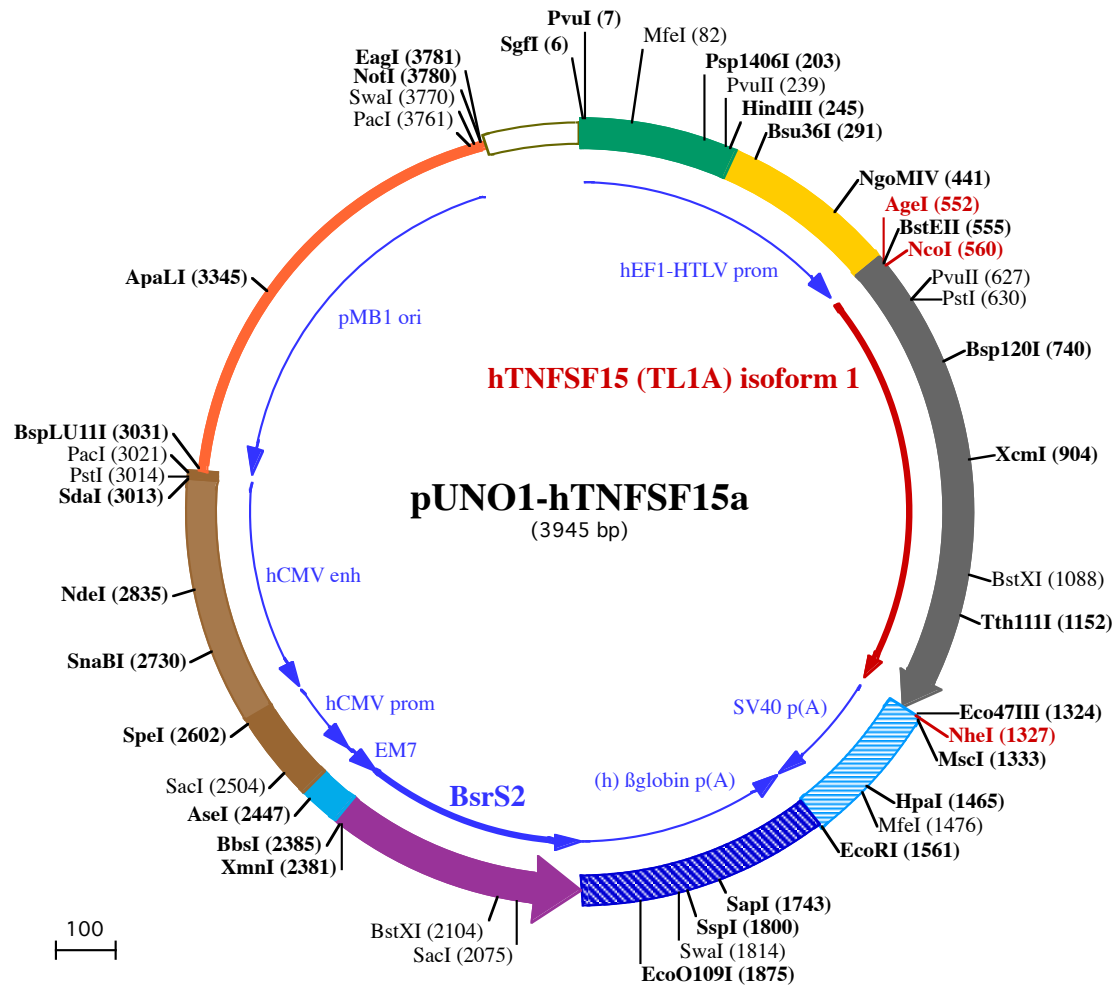 PvuI (7)
SgfI (6)
MfeI (82)
Psp1406I (203)
PvuII (239)
HindIII (245)
Bsu36I (291)
NgoMIV (441)
AgeI (552)
BstEII (555)
NcoI (560)
PvuII (627)
PstI (630)
Bsp120I (740)
XcmI (904)
BstXI (1088)
Tth111I (1152)
Eco47III (1324)
NheI (1327)
MscI (1333)
HpaI (1465)
MfeI (1476)
EcoRI (1561)
SapI (1743)
SspI (1800)
SwaI (1814)
EcoO109I (1875)
SacI (2075)
BstXI (2104)
XmnI (2381)
BbsI (2385)
AseI (2447)
SacI (2504)
SpeI (2602)
SnaBI (2730)
NdeI (2835)
SdaI (3013)
PstI (3014)
PacI (3021)
BspLU11I (3031)
ApaLI (3345)
PacI (3761)
SwaI (3770)
NotI (3780)
EagI (3781)
hEF1-HTLV prom
pMB1 ori
hTNFSF15 (TL1A) isoform 1
pUNO1-hTNFSF15a
(3945 bp)
hCMV enh
hCMV prom
EM7
BsrS2
(h) ßglobin p(A)
SV40 p(A)
100